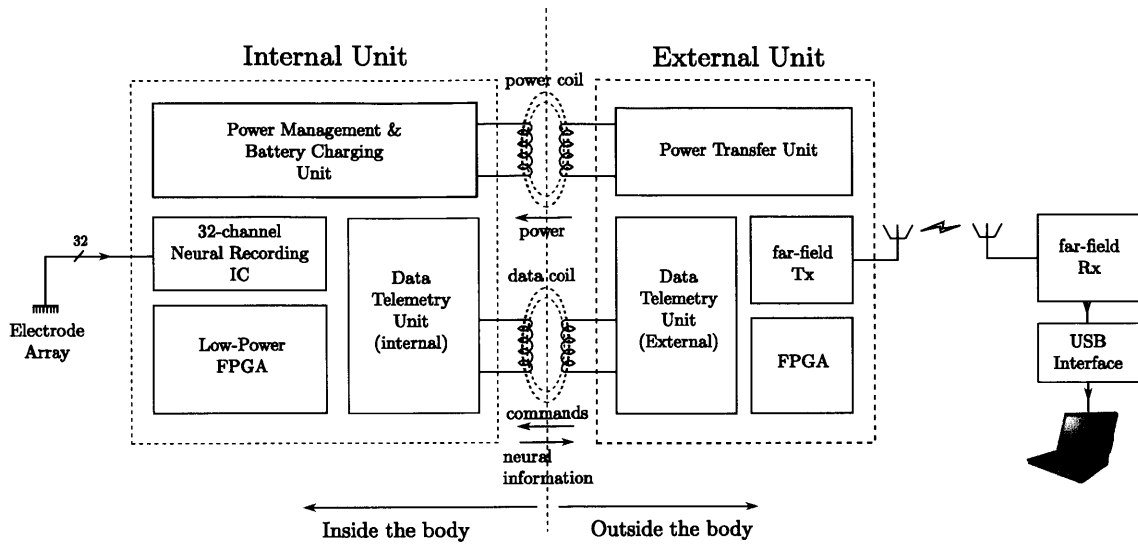 Internal Unit
External Unit
power coil
Power Management &
Battery Charging
Unit
Power Transfer Unit
power
32
32-channel
Neural Recording
IC
Data
Telemetry
Unit
(internal)
data coil
Data
Telemetry
Unit
(External)
far-field
Tx
far-field
Rx
Electrode
Array
Low-Power
FPGA
FPGA
USB
Interface
commands
neural
information
Inside the body
Outside the body